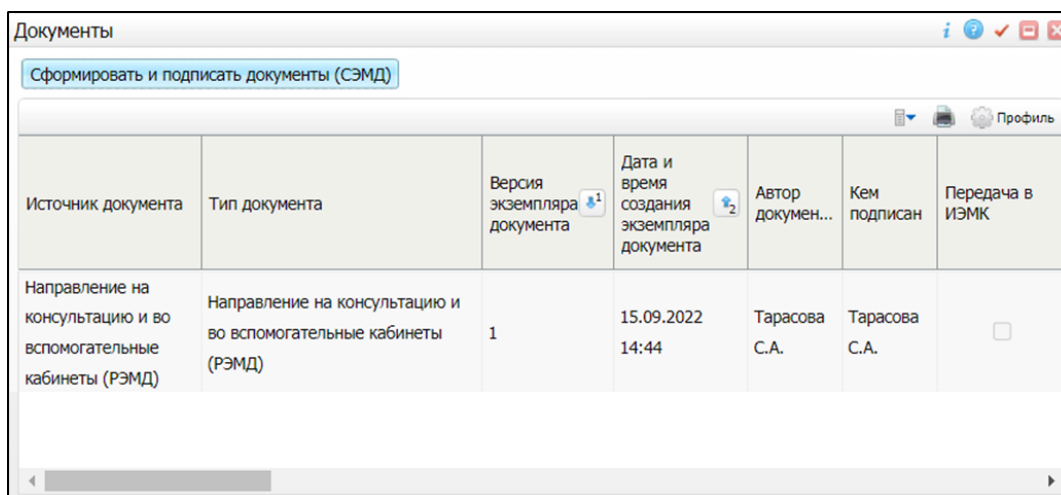 Документы
Сформировать и подписать документы (СЭМД)
Профиль
Источник документа
Тип документа
Версия
экземпляра
документа
1
Дата и
время
создания
экземпляра
документа
2
Автор
докумен...
Кем
подписан
Передача в
ИЭМК
Направление на
консультацию и во
вспомогательные
кабинеты (РЭМД)
Направление на консультацию и
во вспомогательные кабинеты
(РЭМД)
1
15.09.2022
14:44
Тарасова
С.А.
Тарасова
С.А.